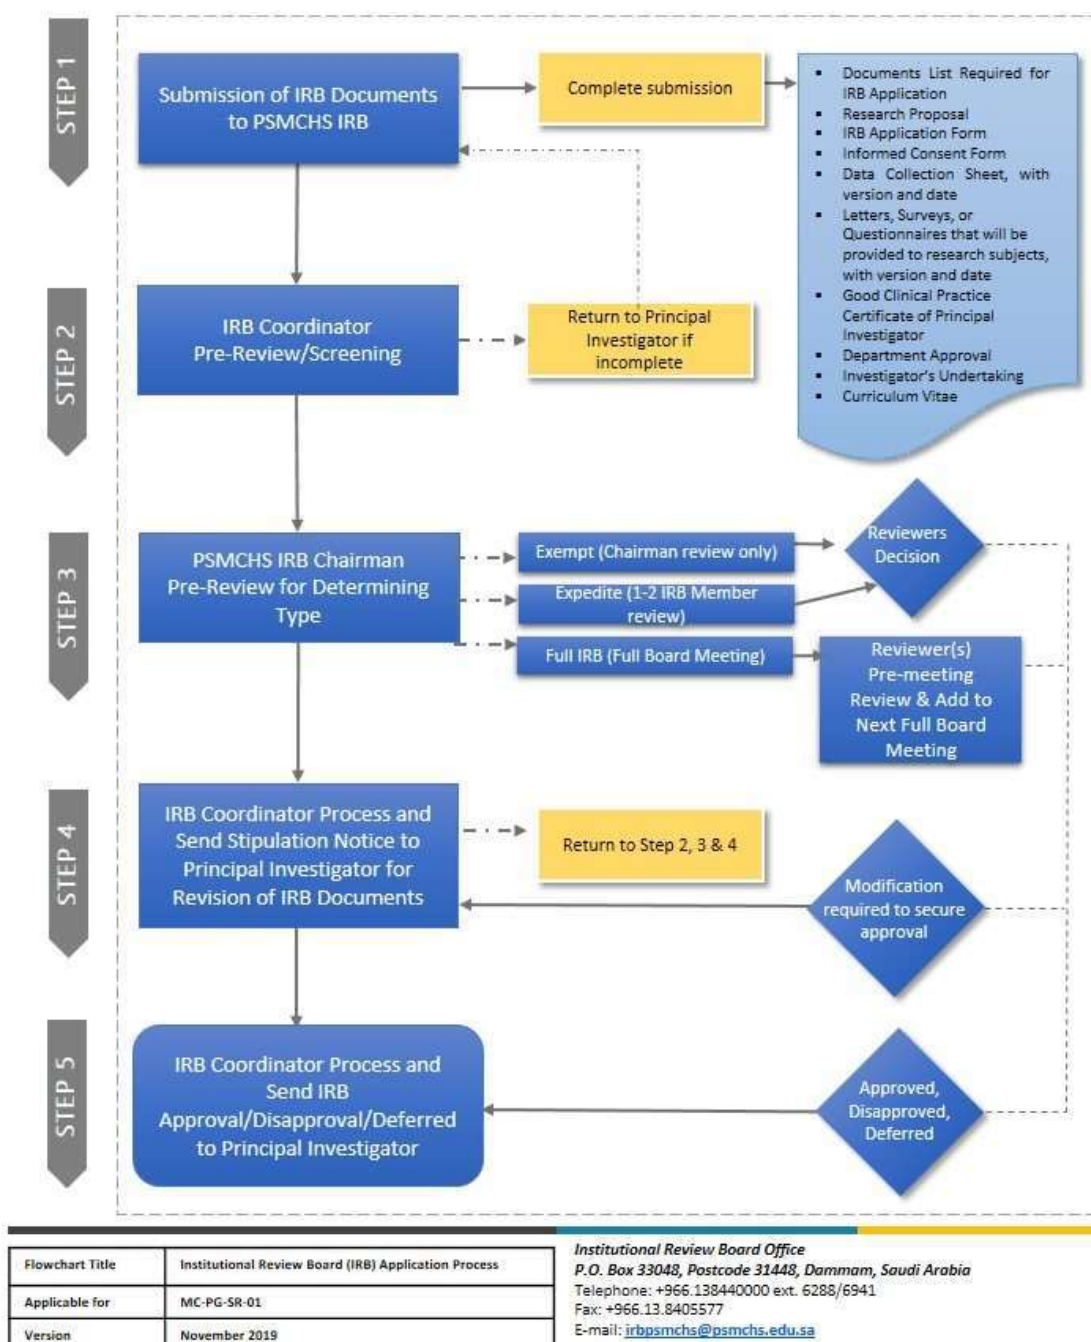 STEP 1
Submission of IRB Documents
to PSMCHS IRB
Complete submission
▪ Documents List Required for
IRB Application
▪ Research Proposal
▪ IRB Application Form
▪ Informed Consent Form
▪ Data Collection Sheet, with
version and date
▪ Letters, Surveys, or
Questionnaires that will be
provided to research subjects,
with version and date
▪ Good Clinical Practice
Certificate of Principal
Investigator
▪ Department Approval
▪ Investigator's Undertaking
▪ Curriculum Vitae
STEP 2
IRB Coordinator
Pre-Review/Screening
Return to Principal
Investigator if
incomplete
STEP 3
PSMCHS IRB Chairman
Pre-Review for Determining
Type
Exempt (Chairman review only)
Expedite (1-2 IRB Member
review)
Full IRB (Full Board Meeting)
Reviewers
Decision
Reviewer(s)
Pre-meeting
Review & Add to
Next Full Board
Meeting
STEP 4
IRB Coordinator Process and
Send Stipulation Notice to
Principal Investigator for
Revision of IRB Documents
Return to Step 2, 3 & 4
Modification
required to secure
approval
STEP 5
IRB Coordinator Process and
Send IRB
Approval/Disapproval/Deferred
to Principal Investigator
Approved,
Disapproved,
Deferred
Flowchart Title Institutional Review Board (IRB) Application Process
Applicable for MC-PG-SR-01
Version November 2019
Institutional Review Board Office
P.O. Box 33048, Postcode 31448, Dammam, Saudi Arabia
Telephone: +966.138440000 ext. 6288/6941
Fax: +966.13.8405577
E-mail: irbpsmchs@psmchs.edu.sa